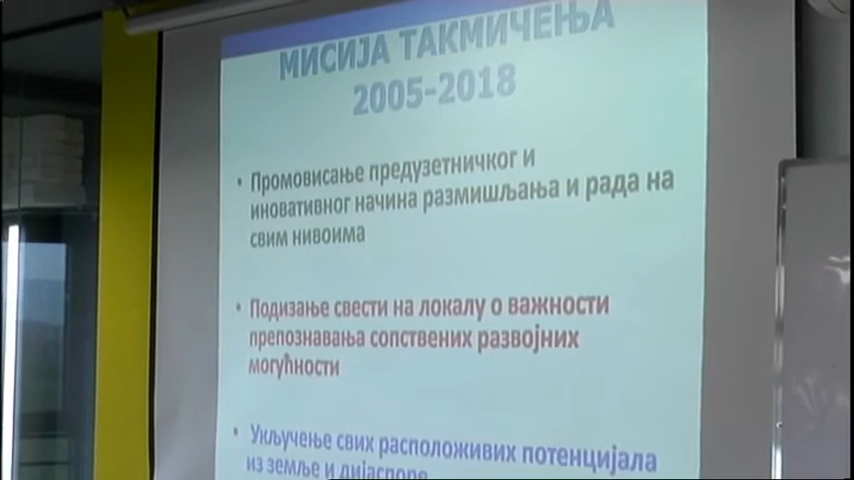 МИСИЈА ТАКМИЧЕЊА
2005-2018
• Промовисање предузетничког и
иновативног начина размишљања и рада на
свим нивоима
• Подизање свести на локалу о важности
препознавања сопствених развојних
могућности
• Укључење свих расположивих потенцијала
из земље и дијаспоре